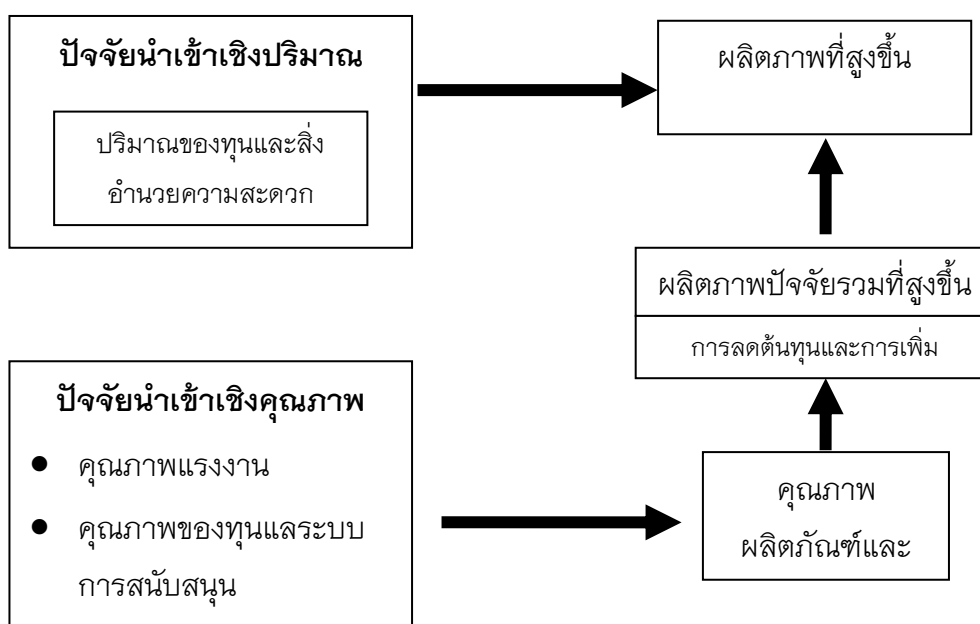 ปัจจัยนำเข้าเชิงปริมาณ
ปริมาณของทุนและสิ่ง
อำนวยความสะดวก
ผลิตภาพที่สูงขึ้น
ผลิตภาพปัจจัยรวมที่สูงขึ้น
การลดต้นทุนและการเพิ่ม
ปัจจัยนำเข้าเชิงคุณภาพ
● คุณภาพแรงงาน
● คุณภาพของทุนแลระบบ
การสนับสนุน
คุณภาพ
ผลิตภัณฑ์และ